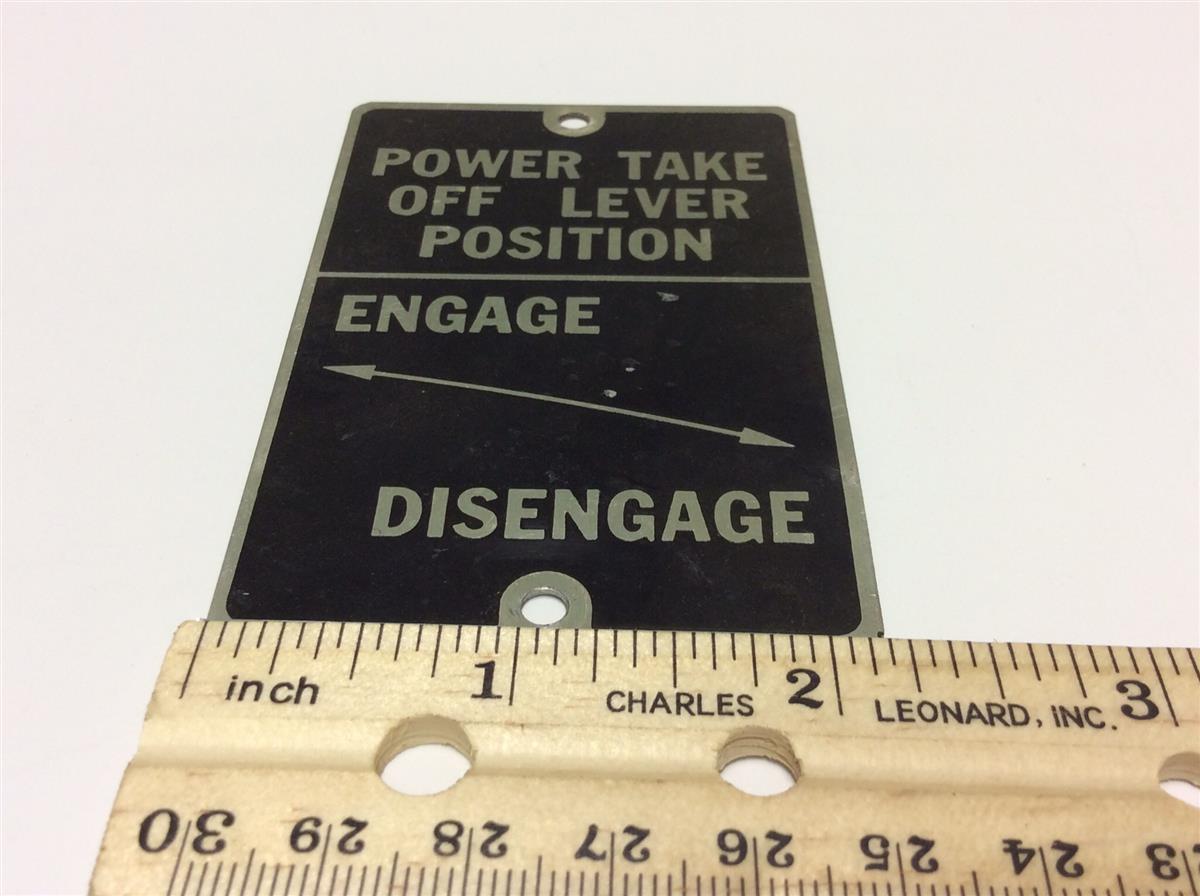 POWER TAKE
OFF LEVER
POSITION
ENGAGE
DISENGAGE
1 2 3
inch CHARLES LEONARD, INC.
30 29 28 27 26 25 24 23